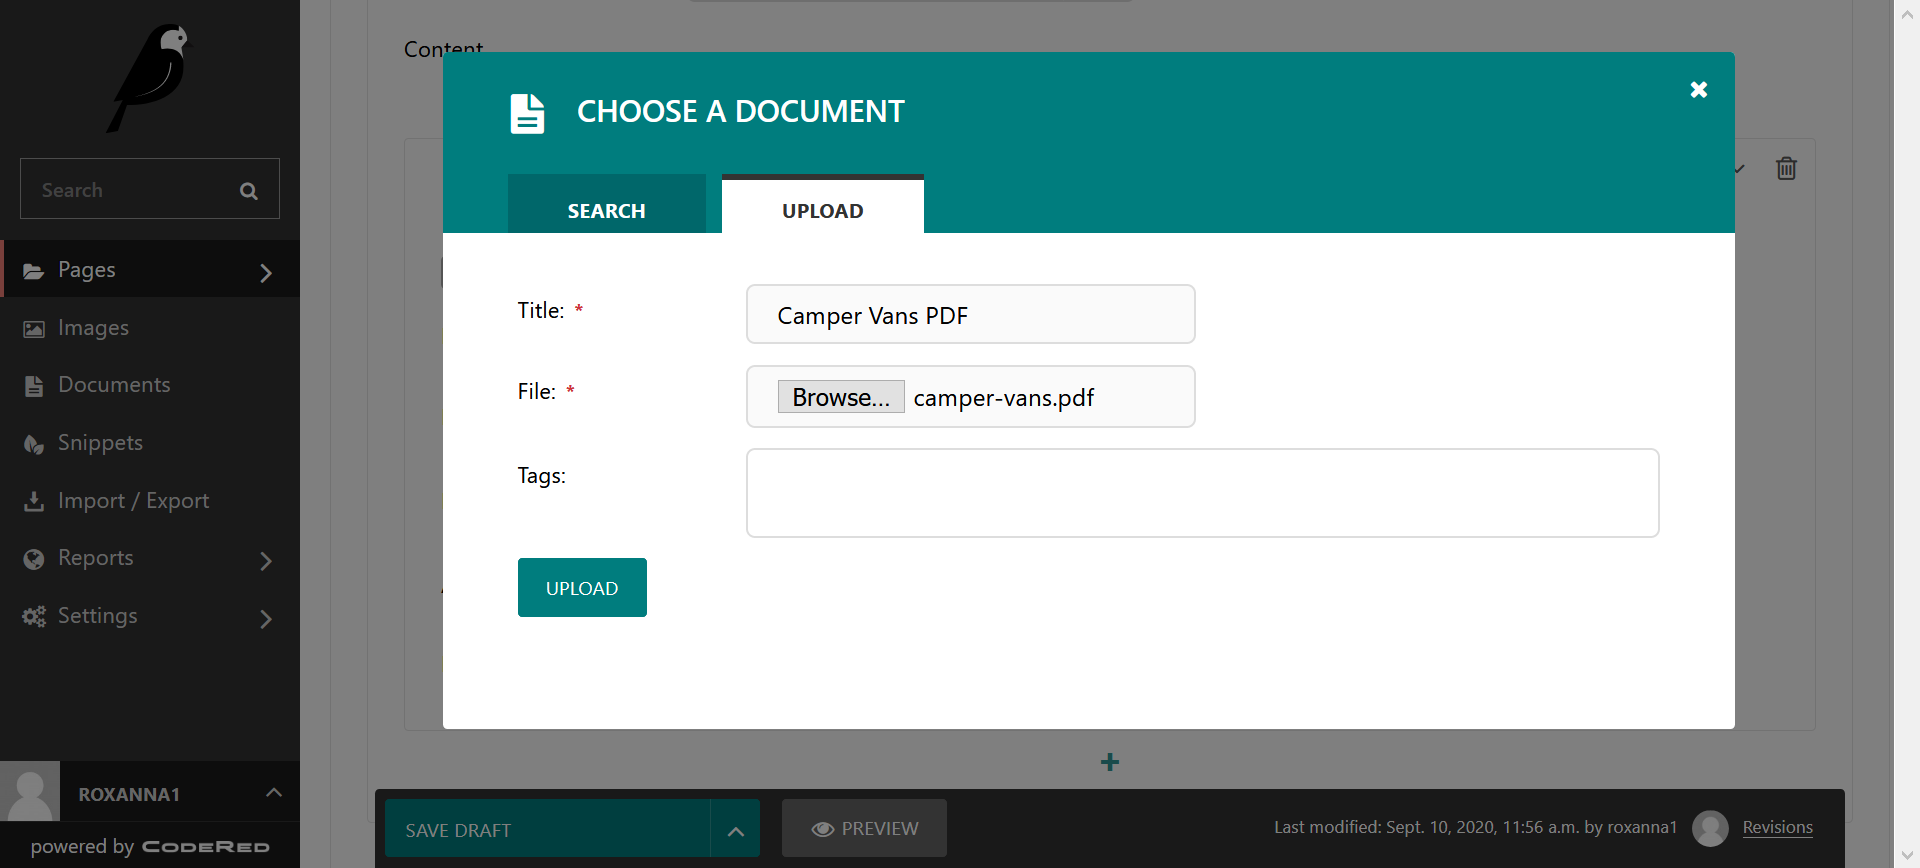 Content
CHOOSE A DOCUMENT
SEARCH
UPLOAD
Search
Pages
Images
Documents
Snippets
Import / Export
Reports
Settings
Title: *
Camper Vans PDF
File: *
Browse... camper-vans.pdf
Tags:
UPLOAD
ROXANNA1
powered by CODERED
SAVE DRAFT
PREVIEW
Last modified: Sept. 10, 2020, 11:56 a.m. by roxanna1
Revisions